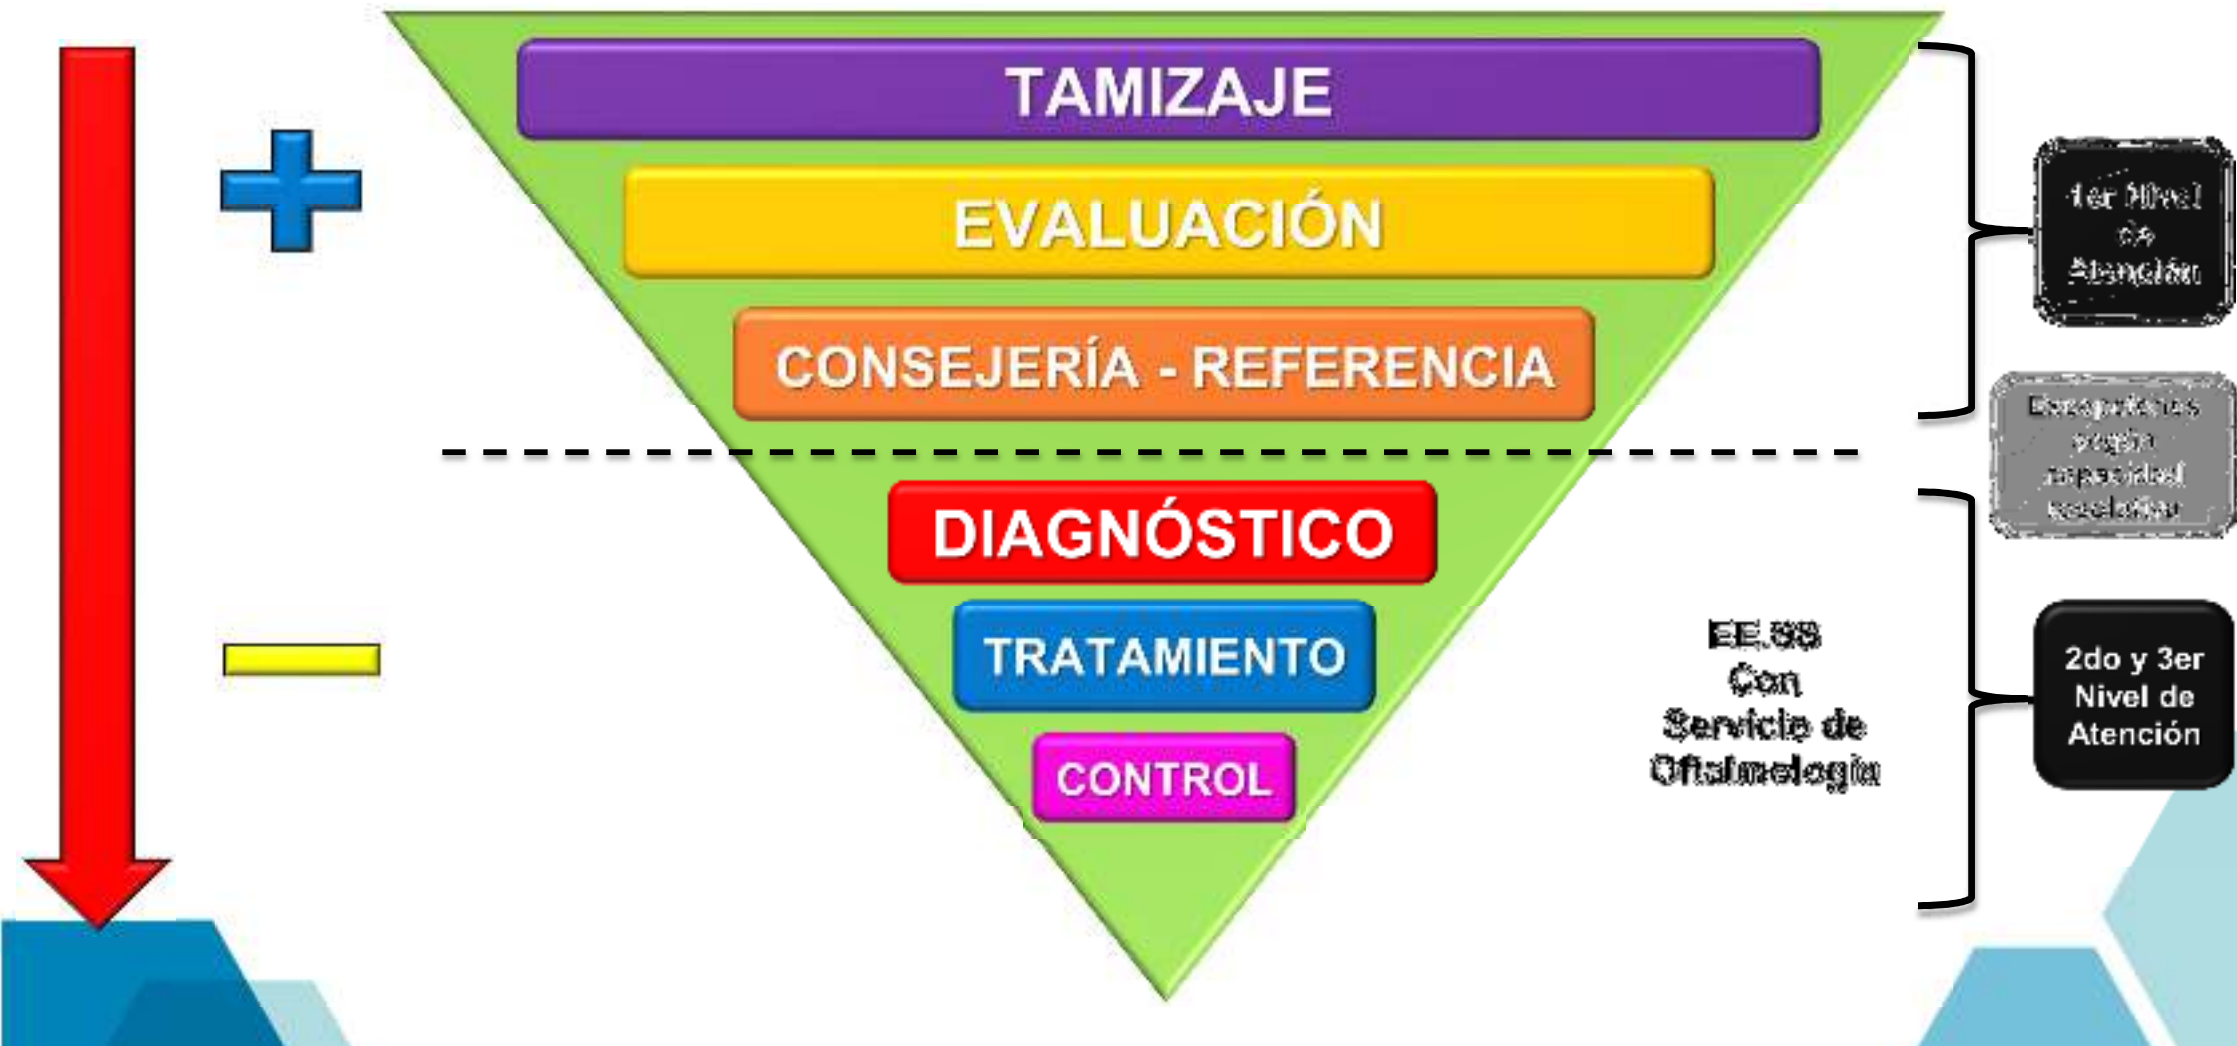 TAMIZAJE
EVALUACIÓN
CONSEJERÍA - REFERENCIA
1er Nivel
de
Atención
según
DIAGNÓSTICO
TRATAMIENTO
CONTROL
EE.SS
Con
Servicio de
Oftalmología
2do y 3er
Nivel de
Atención